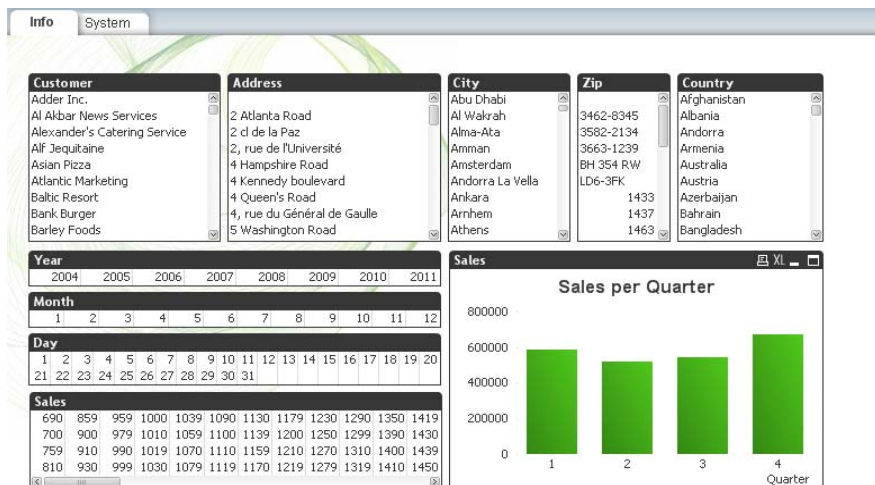 Info System
Customer
Adder Inc.
Al Akbar News Services
Alexander's Catering Service
Alf Jequitaine
Asian Pizza
Atlantic Marketing
Baltic Resort
Bank Burger
Barley Foods
Address
2 Atlanta Road
2 cl de la Paz
2, rue de l'Université
4 Hampshire Road
4 Kennedy boulevard
4 Queen's Road
4, rue du Général de Gaulle
5 Washington Road
City
Abu Dhabi
Al Wakrah
Alma-Ata
Amman
Amsterdam
Andorra La Vella
Ankara
Arnhem
Athens
Zip
3462-8345
3582-2134
3663-1239
BH 354 RW
LD6-3FK
1433
1437
1463
Country
Afghanistan
Albania
Andorra
Armenia
Australia
Austria
Azerbaijan
Bahrain
Bangladesh
Year
2004 2005 2006 2007 2008 2009 2010 2011
Month
1 2 3 4 5 6 7 8 9 10 11 12
Day
1 2 3 4 5 6 7 8 9 10 11 12 13 14 15 16 17 18 19 20
21 22 23 24 25 26 27 28 29 30 31
Sales
690 859 959 1000 1039 1090 1130 1179 1230 1290 1350 1419
700 900 979 1010 1059 1100 1139 1200 1250 1299 1390 1430
759 910 990 1019 1070 1110 1159 1210 1270 1310 1400 1439
810 930 999 1030 1079 1119 1170 1219 1279 1319 1410 1450
Sales XL
Sales per Quarter
800000
600000
400000
200000
0
1 2 3 4
Quarter